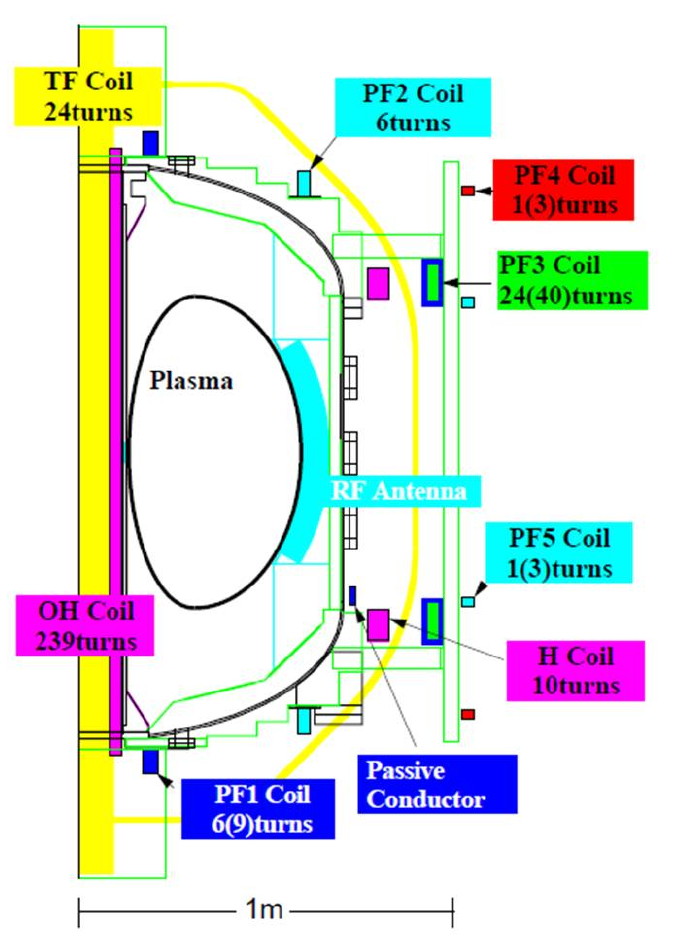 TF Coil
24turns
PF2 Coil
6turns
PF4 Coil
1(3)turns
PF3 Coil
24(40)turns
Plasma
RF Antenna
PF5 Coil
1(3)turns
OH Coil
239turns
H Coil
10turns
Passive
Conductor
PF1 Coil
6(9)turns
1m